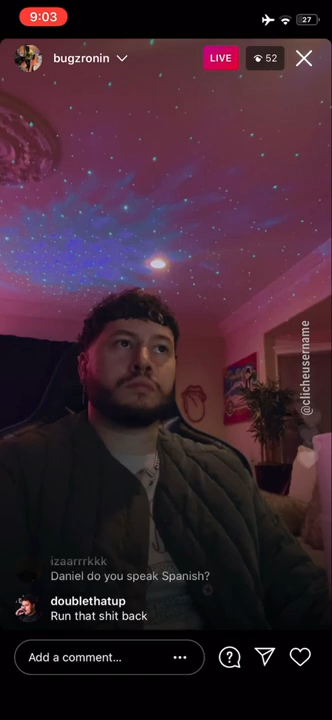 9:03
27
bugzronin
LIVE
52
@clicheusername
izaarrrkkk
Daniel do you speak Spanish?
doublethatup
Run that shit back
Add a comment...